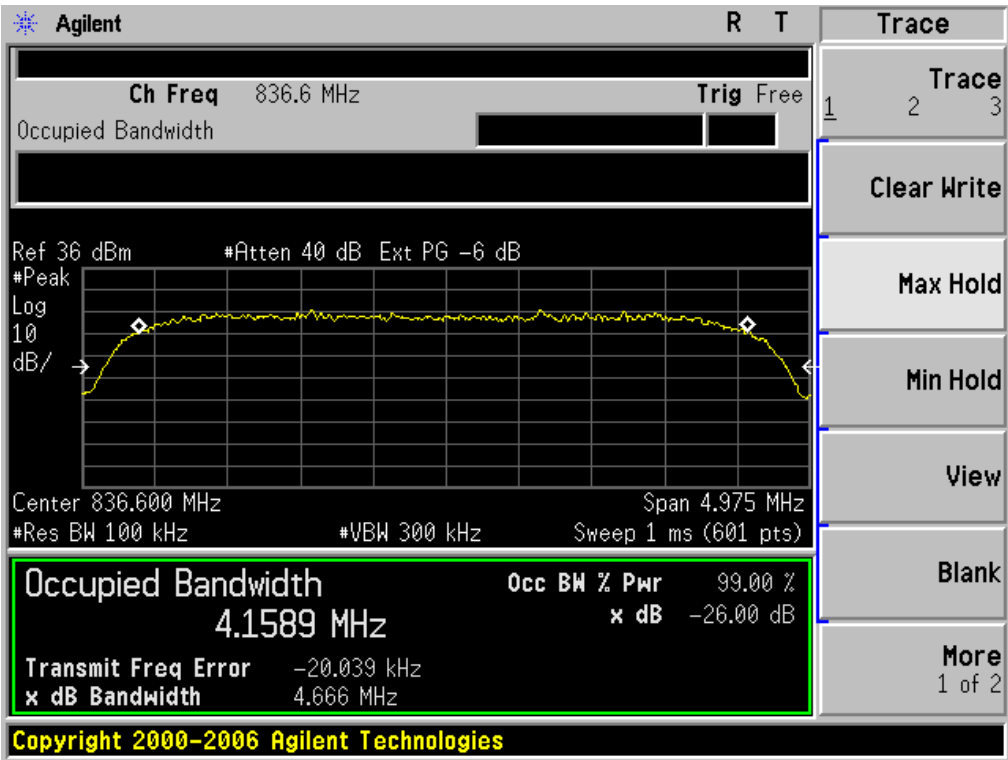 Agilent R T
Ch Freq 836.6 MHz Trig Free
Occupied Bandwidth
Ref 36 dBm #Atten 40 dB Ext PG -6 dB
#Peak
Log
10
dB/
Center 836.600 MHz Span 4.975 MHz
#Res BW 100 kHz #VBW 300 kHz Sweep 1 ms (601 pts)
Occupied Bandwidth Occ BW % Pwr 99.00 %
4.1589 MHz x dB -26.00 dB
Transmit Freq Error -20.039 kHz
x dB Bandwidth 4.666 MHz
Copyright 2000-2006 Agilent Technologies
Trace
Trace
1 2 3
Clear Write
Max Hold
Min Hold
View
Blank
More
1 of 2